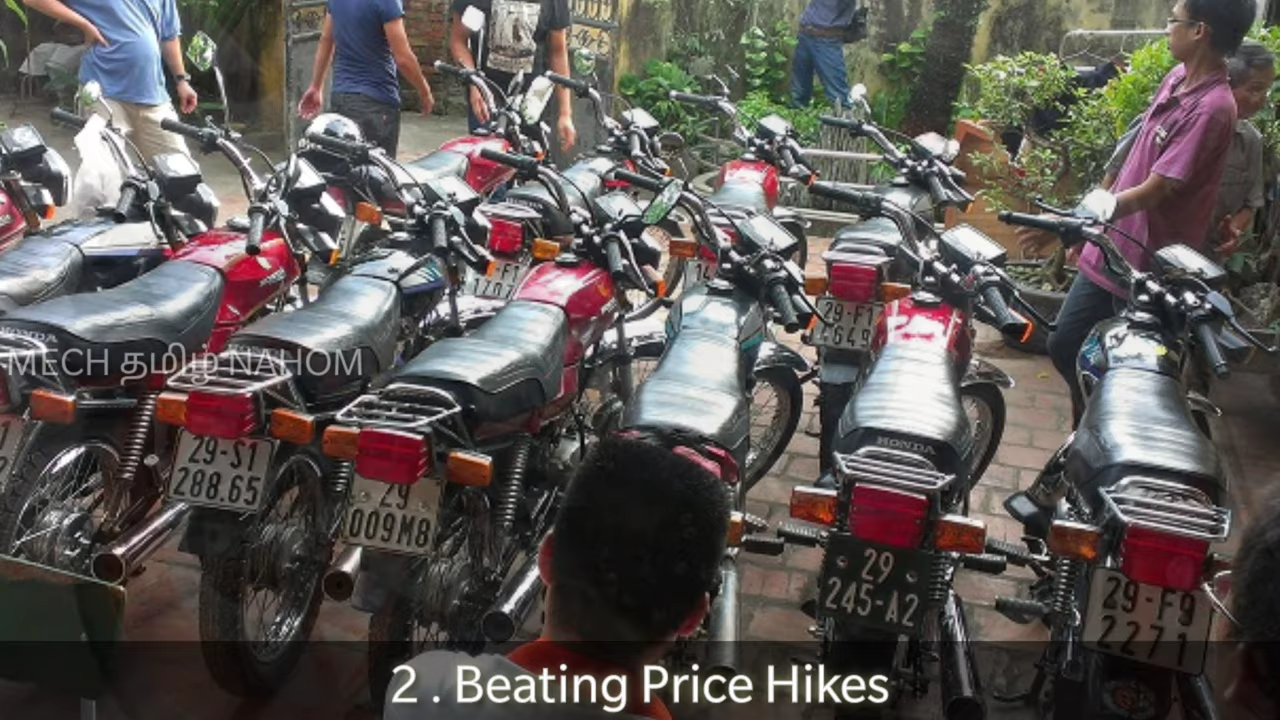 MECH தமிழ் NAHOM
29-F1
649
HONDA
29-S1
288.65
29
009M8
HONDA
29
245-A2
29-F9
2271
2 . Beating Price Hikes